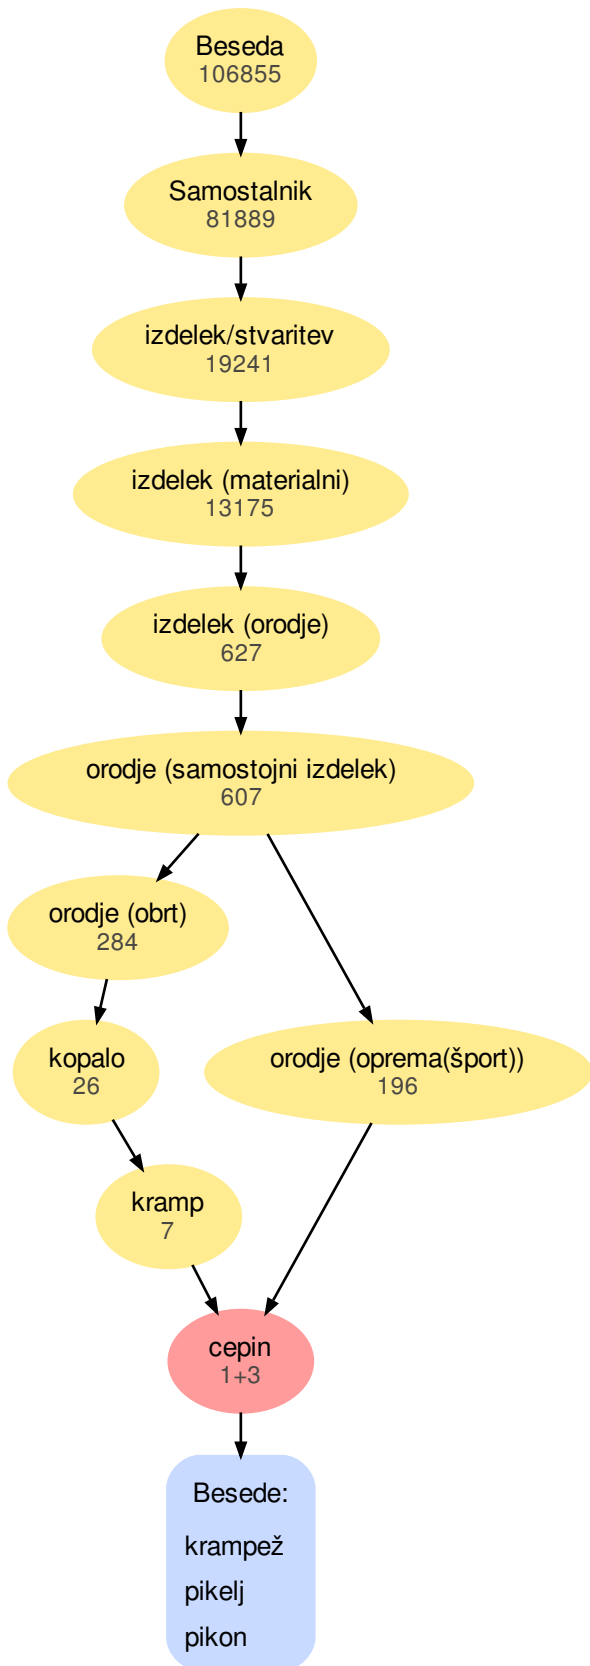 Beseda
106855
Samostalnik
81889
izdelek/stvaritev
19241
izdelek (materialni)
13175
izdelek (orodje)
627
orodje (samostojni izdelek)
607
orodje (obrt)
284
kopalo
26
orodje (oprema(šport))
196
kramp
7
cepin
1+3
Besede:
krampež
pikelj
pikon